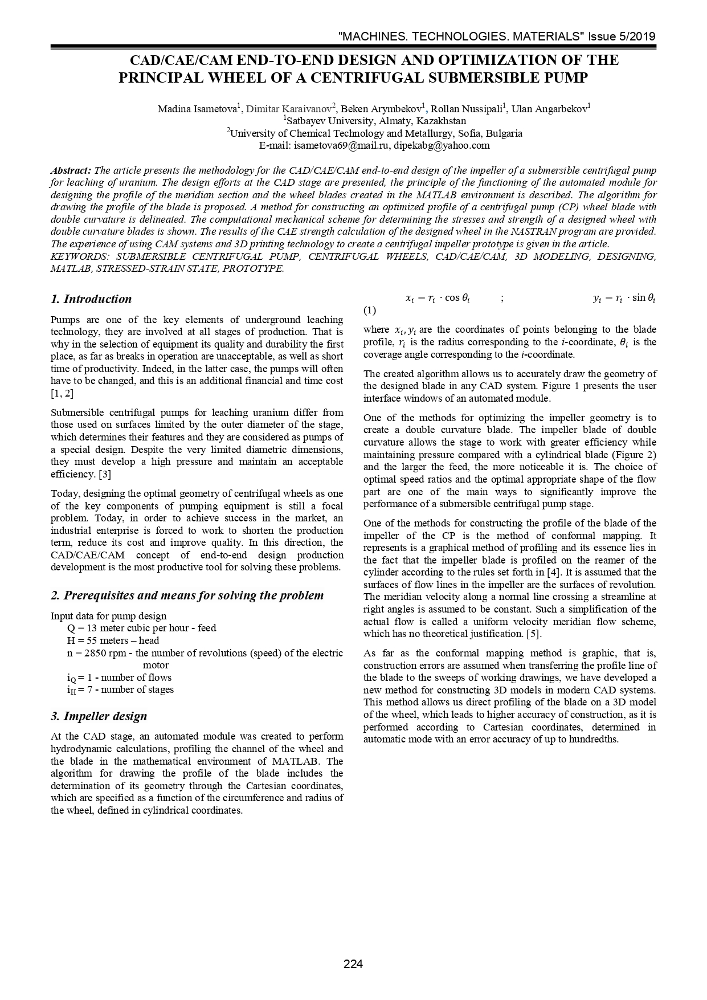 "MACHINES. TECHNOLOGIES. MATERIALS" Issue 5/2019
CAD/CAE/CAM END-TO-END DESIGN AND OPTIMIZATION OF THE
PRINCIPAL WHEEL OF A CENTRIFUGAL SUBMERSIBLE PUMP
Madina Isametova¹, Dimitar Karaivanov², Beken Arymbekov¹, Rollan Nussipali¹, Ulan Angarbekov¹
¹Satbayev University, Almaty, Kazakhstan
²University of Chemical Technology and Metallurgy, Sofia, Bulgaria
E-mail: isametova69@mail.ru, dipekabg@yahoo.com
Abstract: The article presents the methodology for the CAD/CAE/CAM end-to-end design of the impeller of a submersible centrifugal pump
for leaching of uranium. The design efforts at the CAD stage are presented, the principle of the functioning of the automated module for
designing the profile of the meridian section and the wheel blades created in the MATLAB environment is described. The algorithm for
drawing the profile of the blade is proposed. A method for constructing an optimized profile of a centrifugal pump (CP) wheel blade with
double curvature is delineated. The computational mechanical scheme for determining the stresses and strength of a designed wheel with
double curvature blades is shown. The results of the CAE strength calculation of the designed wheel in the NASTRAN program are provided.
The experience of using CAM systems and 3D printing technology to create a centrifugal impeller prototype is given in the article.
KEYWORDS: SUBMERSIBLE CENTRIFUGAL PUMP, CENTRIFUGAL WHEELS, CAD/CAE/CAM, 3D MODELING, DESIGNING,
MATLAB, STRESSED-STRAIN STATE, PROTOTYPE.
1. Introduction
Pumps are one of the key elements of underground leaching
technology, they are involved at all stages of production. That is
why in the selection of equipment its quality and durability the first
place, as far as breaks in operation are unacceptable, as well as short
time of productivity. Indeed, in the latter case, the pumps will often
have to be changed, and this is an additional financial and time cost
[1, 2]
Submersible centrifugal pumps for leaching uranium differ from
those used on surfaces limited by the outer diameter of the stage,
which determines their features and they are considered as pumps of
a special design. Despite the very limited diametric dimensions,
they must develop a high pressure and maintain an acceptable
efficiency. [3]
Today, designing the optimal geometry of centrifugal wheels as one
of the key components of pumping equipment is still a focal
problem. Today, in order to achieve success in the market, an
industrial enterprise is forced to work to shorten the production
term, reduce its cost and improve quality. In this direction, the
CAD/CAE/CAM concept of end-to-end design production
development is the most productive tool for solving these problems.
2. Prerequisites and means for solving the problem
Input data for pump design
Q = 13 meter cubic per hour - feed
H = 55 meters – head
n = 2850 rpm - the number of revolutions (speed) of the electric
motor
i_Q = 1 - number of flows
i_H = 7 - number of stages
3. Impeller design
At the CAD stage, an automated module was created to perform
hydrodynamic calculations, profiling the channel of the wheel and
the blade in the mathematical environment of MATLAB. The
algorithm for drawing the profile of the blade includes the
determination of its geometry through the Cartesian coordinates,
which are specified as a function of the circumference and radius of
the wheel, defined in cylindrical coordinates.
x_i = r_i · cos θ_i ; y_i = r_i · sin θ_i
(1)
where x_i, y_i are the coordinates of points belonging to the blade
profile, r_i is the radius corresponding to the i-coordinate, θ_i is the
coverage angle corresponding to the i-coordinate.
The created algorithm allows us to accurately draw the geometry of
the designed blade in any CAD system. Figure 1 presents the user
interface windows of an automated module.
One of the methods for optimizing the impeller geometry is to
create a double curvature blade. The impeller blade of double
curvature allows the stage to work with greater efficiency while
maintaining pressure compared with a cylindrical blade (Figure 2)
and the larger the feed, the more noticeable it is. The choice of
optimal speed ratios and the optimal appropriate shape of the flow
part are one of the main ways to significantly improve the
performance of a submersible centrifugal pump stage.
One of the methods for constructing the profile of the blade of the
impeller of the CP is the method of conformal mapping. It
represents is a graphical method of profiling and its essence lies in
the fact that the impeller blade is profiled on the reamer of the
cylinder according to the rules set forth in [4]. It is assumed that the
surfaces of flow lines in the impeller are the surfaces of revolution.
The meridian velocity along a normal line crossing a streamline at
right angles is assumed to be constant. Such a simplification of the
actual flow is called a uniform velocity meridian flow scheme,
which has no theoretical justification. [5].
As far as the conformal mapping method is graphic, that is,
construction errors are assumed when transferring the profile line of
the blade to the sweeps of working drawings, we have developed a
new method for constructing 3D models in modern CAD systems.
This method allows us direct profiling of the blade on a 3D model
of the wheel, which leads to higher accuracy of construction, as it is
performed according to Cartesian coordinates, determined in
automatic mode with an error accuracy of up to hundredths.
224